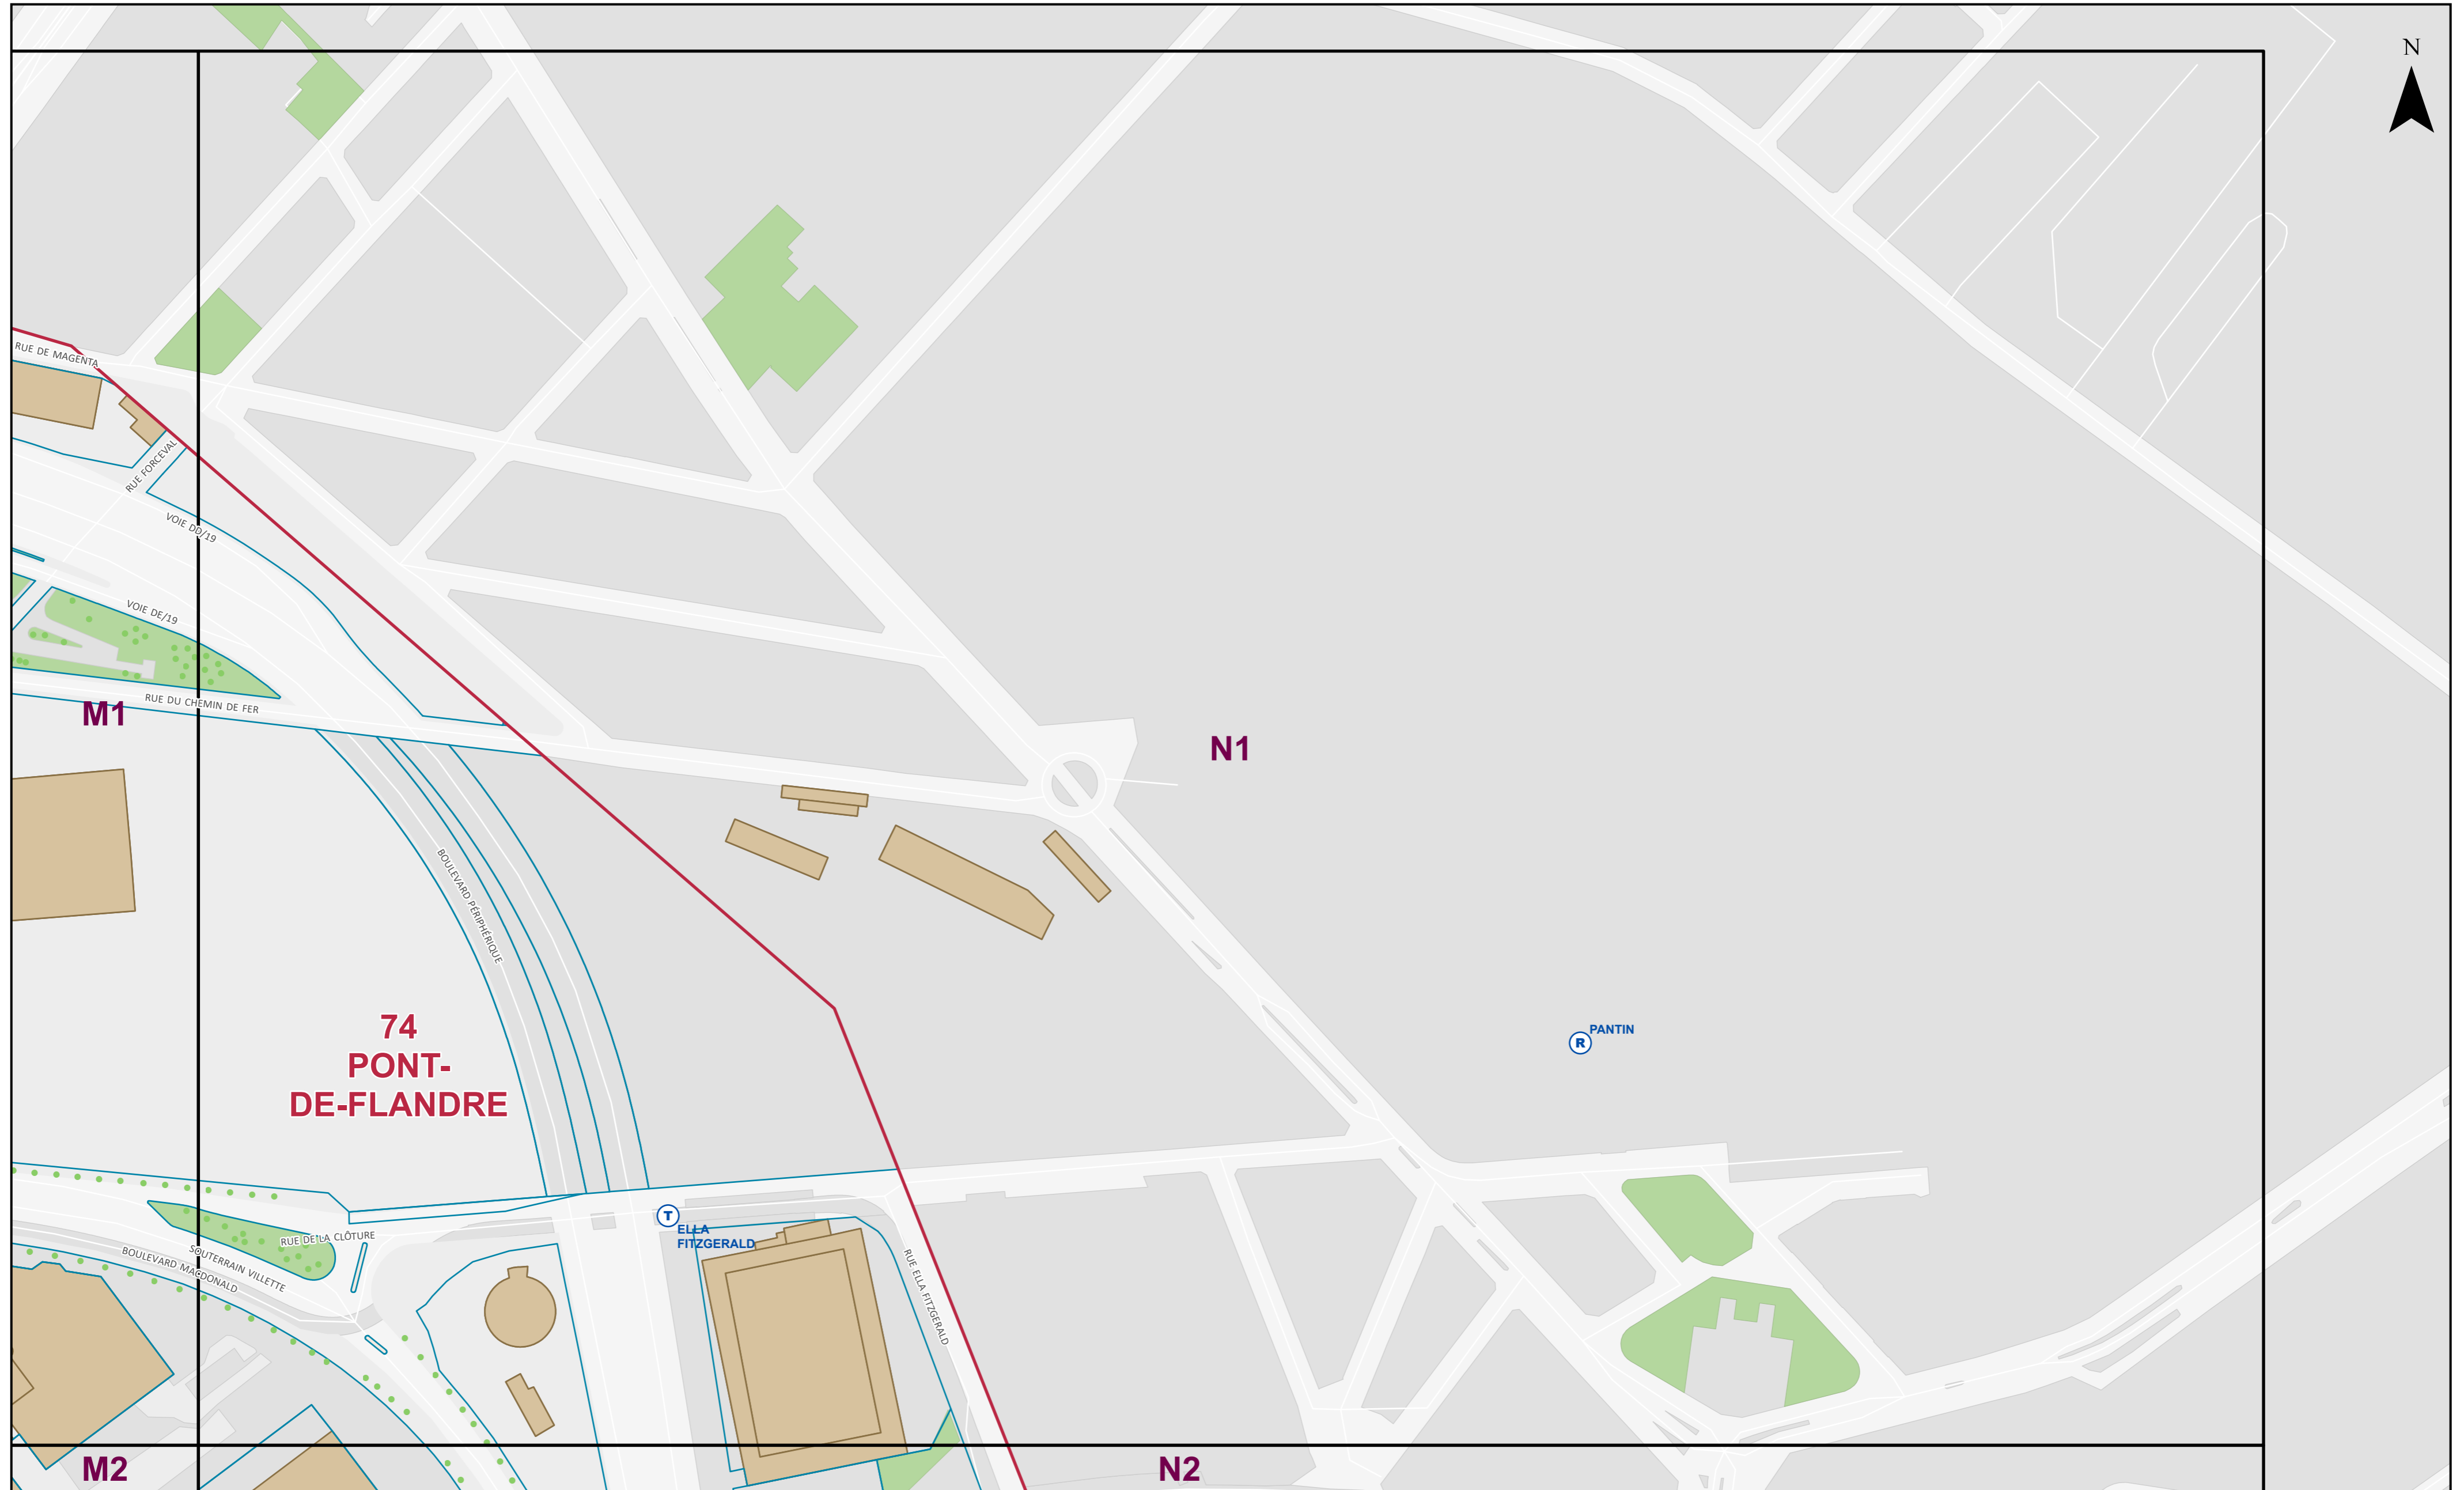 N
RUE DE MAGENTA
RUE FORCEVAL
VOIE DD/19
VOIE DE/19
RUE DU CHEMIN DE FER
M1
N1
BOULEVARD PÉRIPHÉRIQUE
74
PONT-
DE-FLANDRE
PANTIN
R
T
ELLA
FITZGERALD
RUE DE LA CLÔTURE
SOUTERRAIN VILLETTE
BOULEVARD MACDONALD
RUE ELLA FITZGERALD
M2
N2